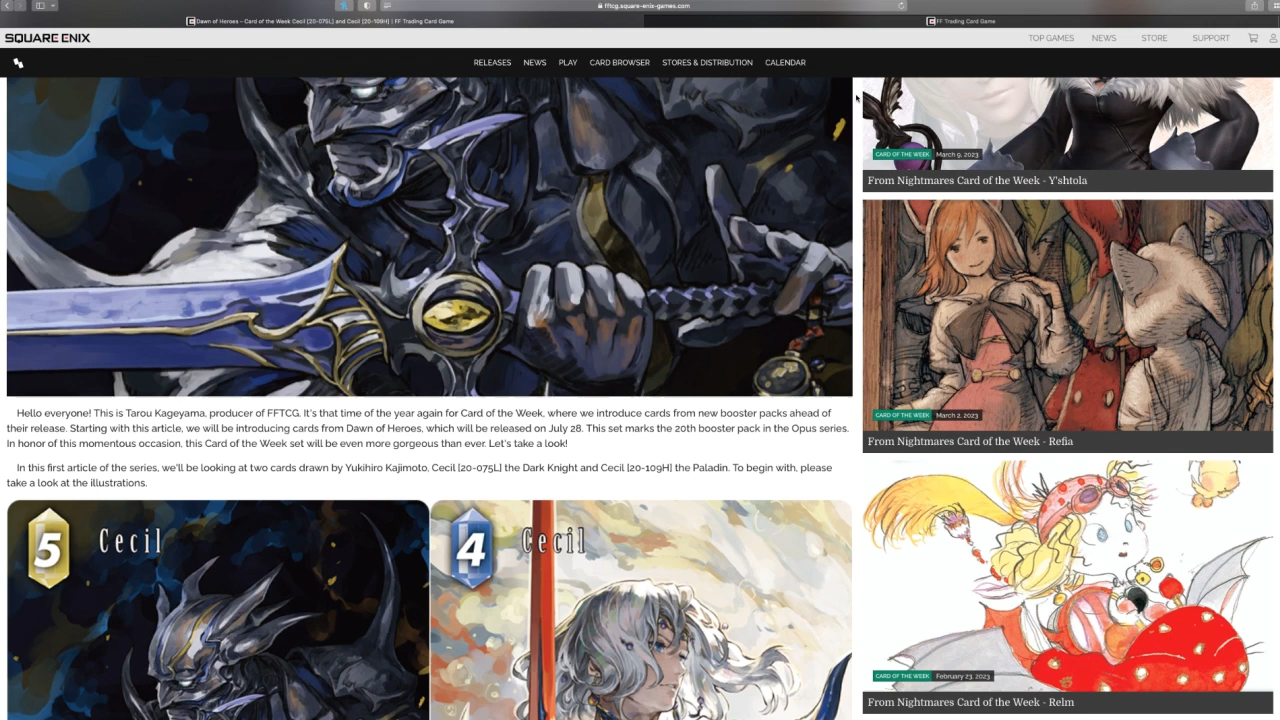 fftcg.square-enix-games.com
Dawn of Heroes – Card of the Week Cecil [20-075L] and Cecil [20-109H] | FF Trading Card Game
FF Trading Card Game
SQUARE ENIX
TOP GAMES NEWS STORE SUPPORT
RELEASES NEWS PLAY CARD BROWSER STORES & DISTRIBUTION CALENDAR
Hello everyone! This is Tarou Kageyama, producer of FFTCG. It's that time of the year again for Card of the Week, where we introduce cards from new booster packs ahead of
their release. Starting with this article, we will be introducing cards from Dawn of Heroes, which will be released on July 28. This set marks the 20th booster pack in the Opus series.
In honor of this momentous occasion, this Card of the Week set will be even more gorgeous than ever. Let's take a look!
In this first article of the series, we'll be looking at two cards drawn by Yukihiro Kajimoto, Cecil [20-075L] the Dark Knight and Cecil [20-109H] the Paladin. To begin with, please
take a look at the illustrations.
5 Cecil
4 Cecil
CARD OF THE WEEK March 9, 2023
From Nightmares Card of the Week - Y'shtola
CARD OF THE WEEK March 2, 2023
From Nightmares Card of the Week - Refia
CARD OF THE WEEK February 23, 2023
From Nightmares Card of the Week - Relm